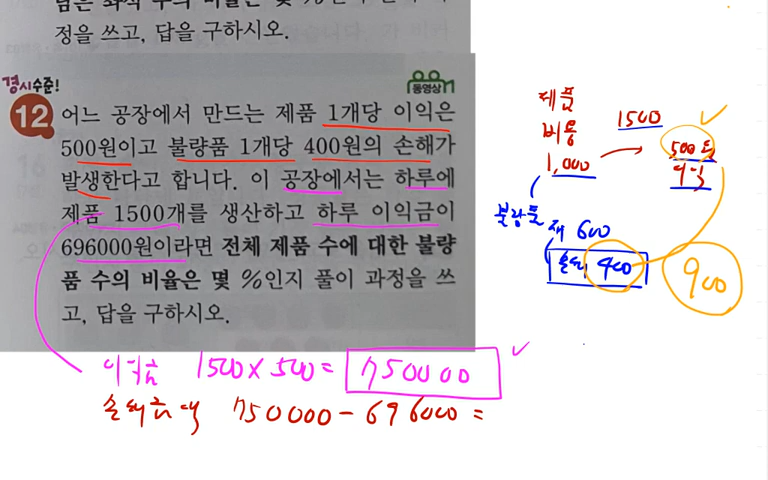 정을 쓰고, 답을 구하시오.
경시수준!
동영상
12 어느 공장에서 만드는 제품 1개당 이익은
500원이고 불량품 1개당 400원의 손해가
발생한다고 합니다. 이 공장에서는 하루에
제품 1500개를 생산하고 하루 이익금이
696000원이라면 전체 제품 수에 대한 불량
품 수의 비율은 몇 %인지 풀이 과정을 쓰
고, 답을 구하시오.
제품
비용
1,000
1500
500원
이익
불량품
600
손해 400
900
이익금 1500×500= 750000
손해금액 750000-696000=